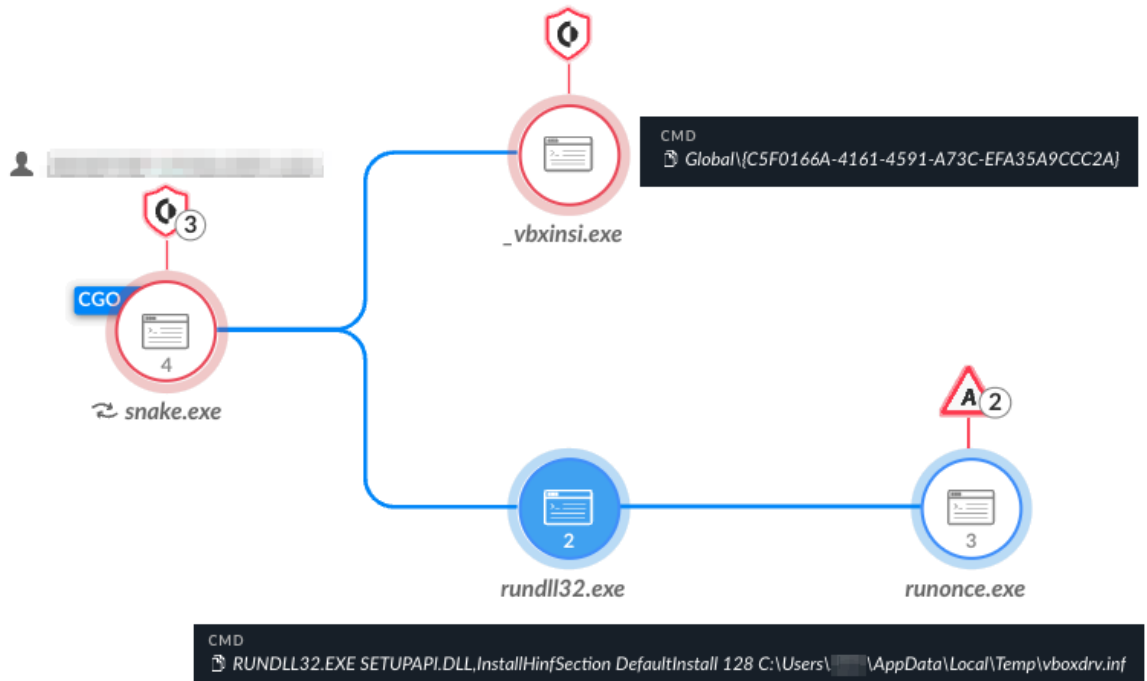 CMD
Global\{C5F0166A-4161-4591-A73C-EFA35A9CCC2A}
_vbxinsi.exe
3
CGO
4
snake.exe
A 2
2
rundll32.exe
3
runonce.exe
CMD
RUNDLL32.EXE SETUPAPI.DLL,InstallHinfSection DefaultInstall 128 C:\Users\ \AppData\Local\Temp\vboxdrv.inf